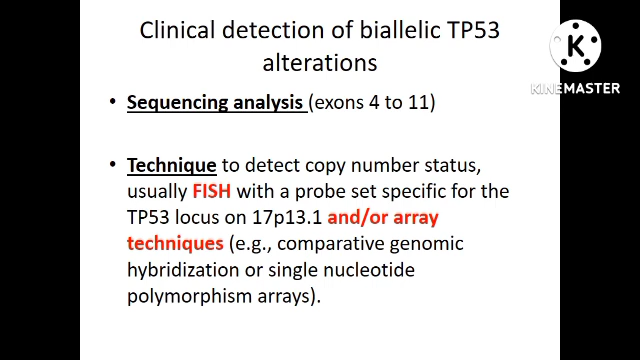 Clinical detection of biallelic TP53
alterations
K
KINEMASTER
• Sequencing analysis (exons 4 to 11)
• Technique to detect copy number status,
usually FISH with a probe set specific for the
TP53 locus on 17p13.1 and/or array
techniques (e.g., comparative genomic
hybridization or single nucleotide
polymorphism arrays).